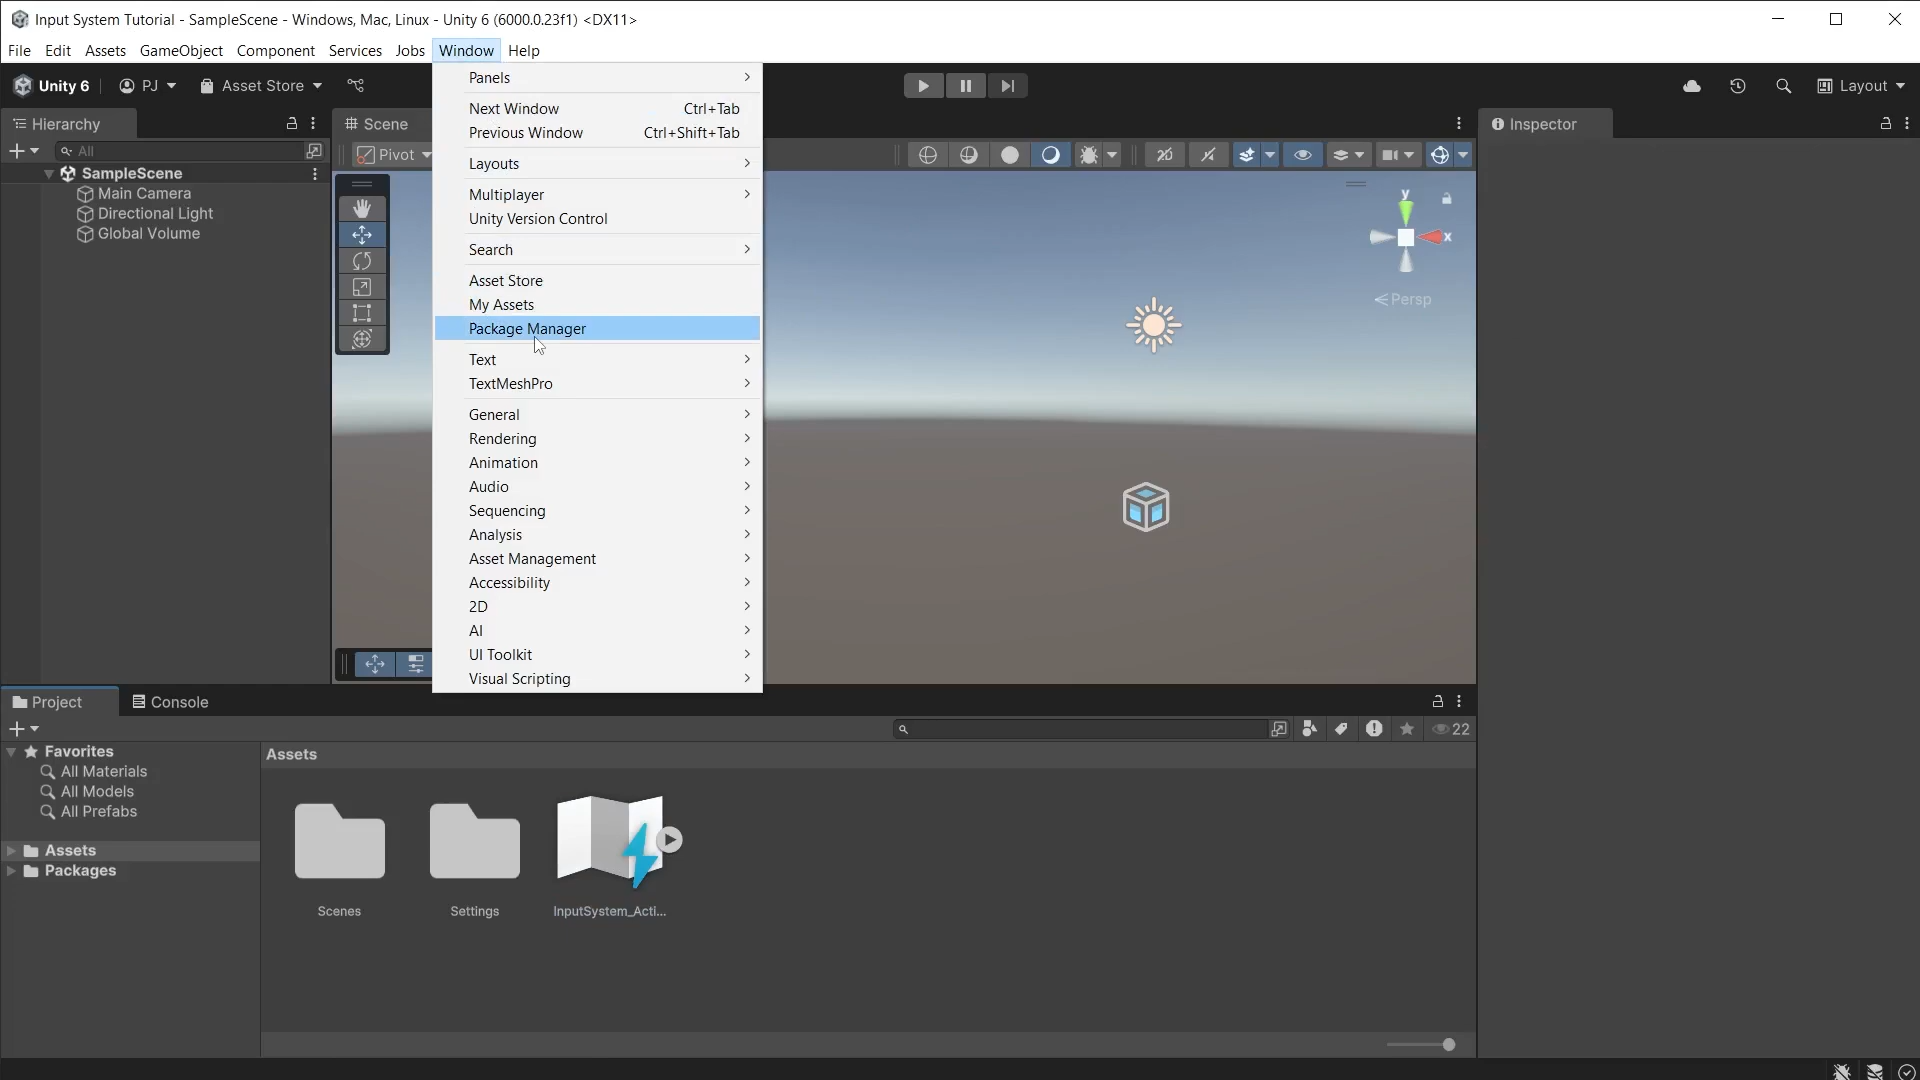 Input System Tutorial - SampleScene - Windows, Mac, Linux - Unity 6 (6000.0.23f1) <DX11>
File Edit Assets GameObject Component Services Jobs Window Help
Unity 6 PJ Asset Store Layout
Hierarchy
All
SampleScene
Main Camera
Directional Light
Global Volume
Scene
Pivot
Panels
Next Window Ctrl+Tab
Previous Window Ctrl+Shift+Tab
Layouts
Multiplayer
Unity Version Control
Search
Asset Store
My Assets
Package Manager
Text
TextMeshPro
General
Rendering
Animation
Audio
Sequencing
Analysis
Asset Management
Accessibility
2D
AI
UI Toolkit
Visual Scripting
2D
y
x
Persp
Inspector
Project Console
22
Favorites
All Materials
All Models
All Prefabs
Assets
Packages
Assets
Scenes
Settings
InputSystem_Acti...